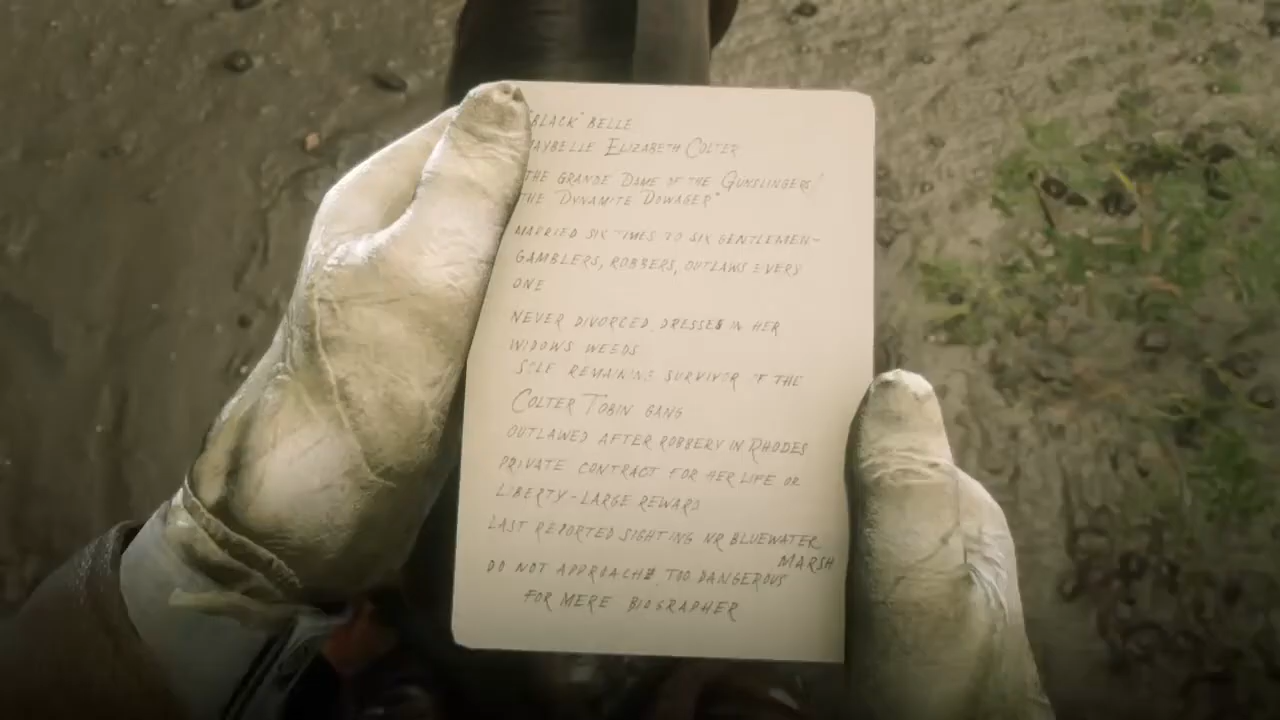 "BLACK" BELLE
MAYBELLE ELIZABETH COLTER
THE GRANDE DAME OF THE GUNSLINGERS/
THE "DYNAMITE DOWAGER"
MARRIED SIX TIMES TO SIX GENTLEMEN-
GAMBLERS, ROBBERS, OUTLAWS EVERY
ONE
NEVER DIVORCED. DRESSES IN HER
WIDOWS WEEDS
SOLE REMAINING SURVIVOR OF THE
COLTER TOBIN GANG
OUTLAWED AFTER ROBBERY IN RHODES
PRIVATE CONTRACT FOR HER LIFE OR
LIBERTY-LARGE REWARD
LAST REPORTED SIGHTING NR BLUEWATER
MARSH
DO NOT APPROACH TOO DANGEROUS
FOR MERE BIOGRAPHER